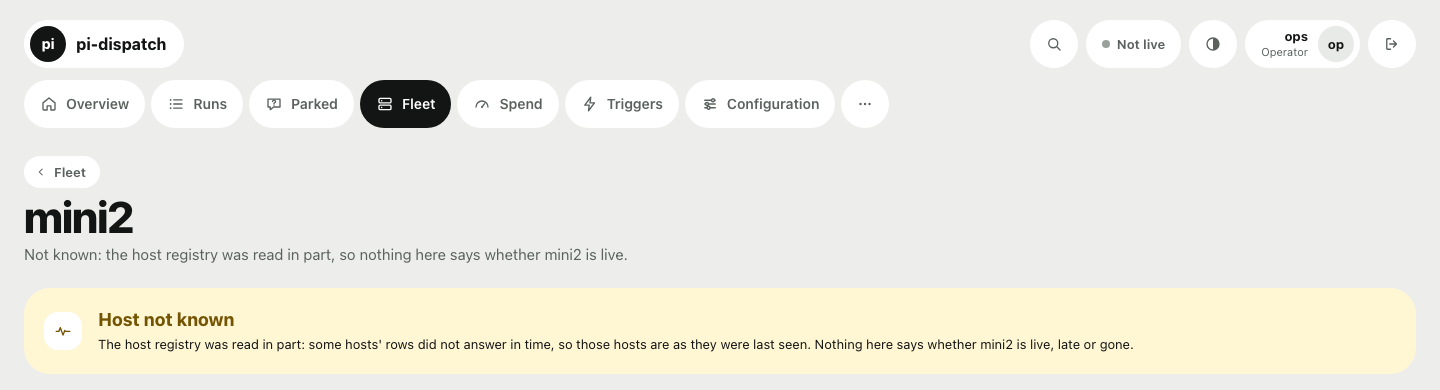 pi pi-dispatch
Not live
ops
Operator
op
Overview Runs Parked Fleet Spend Triggers Configuration ...
Fleet
mini2
Not known: the host registry was read in part, so nothing here says whether mini2 is live.
Host not known
The host registry was read in part: some hosts' rows did not answer in time, so those hosts are as they were last seen. Nothing here says whether mini2 is live, late or gone.